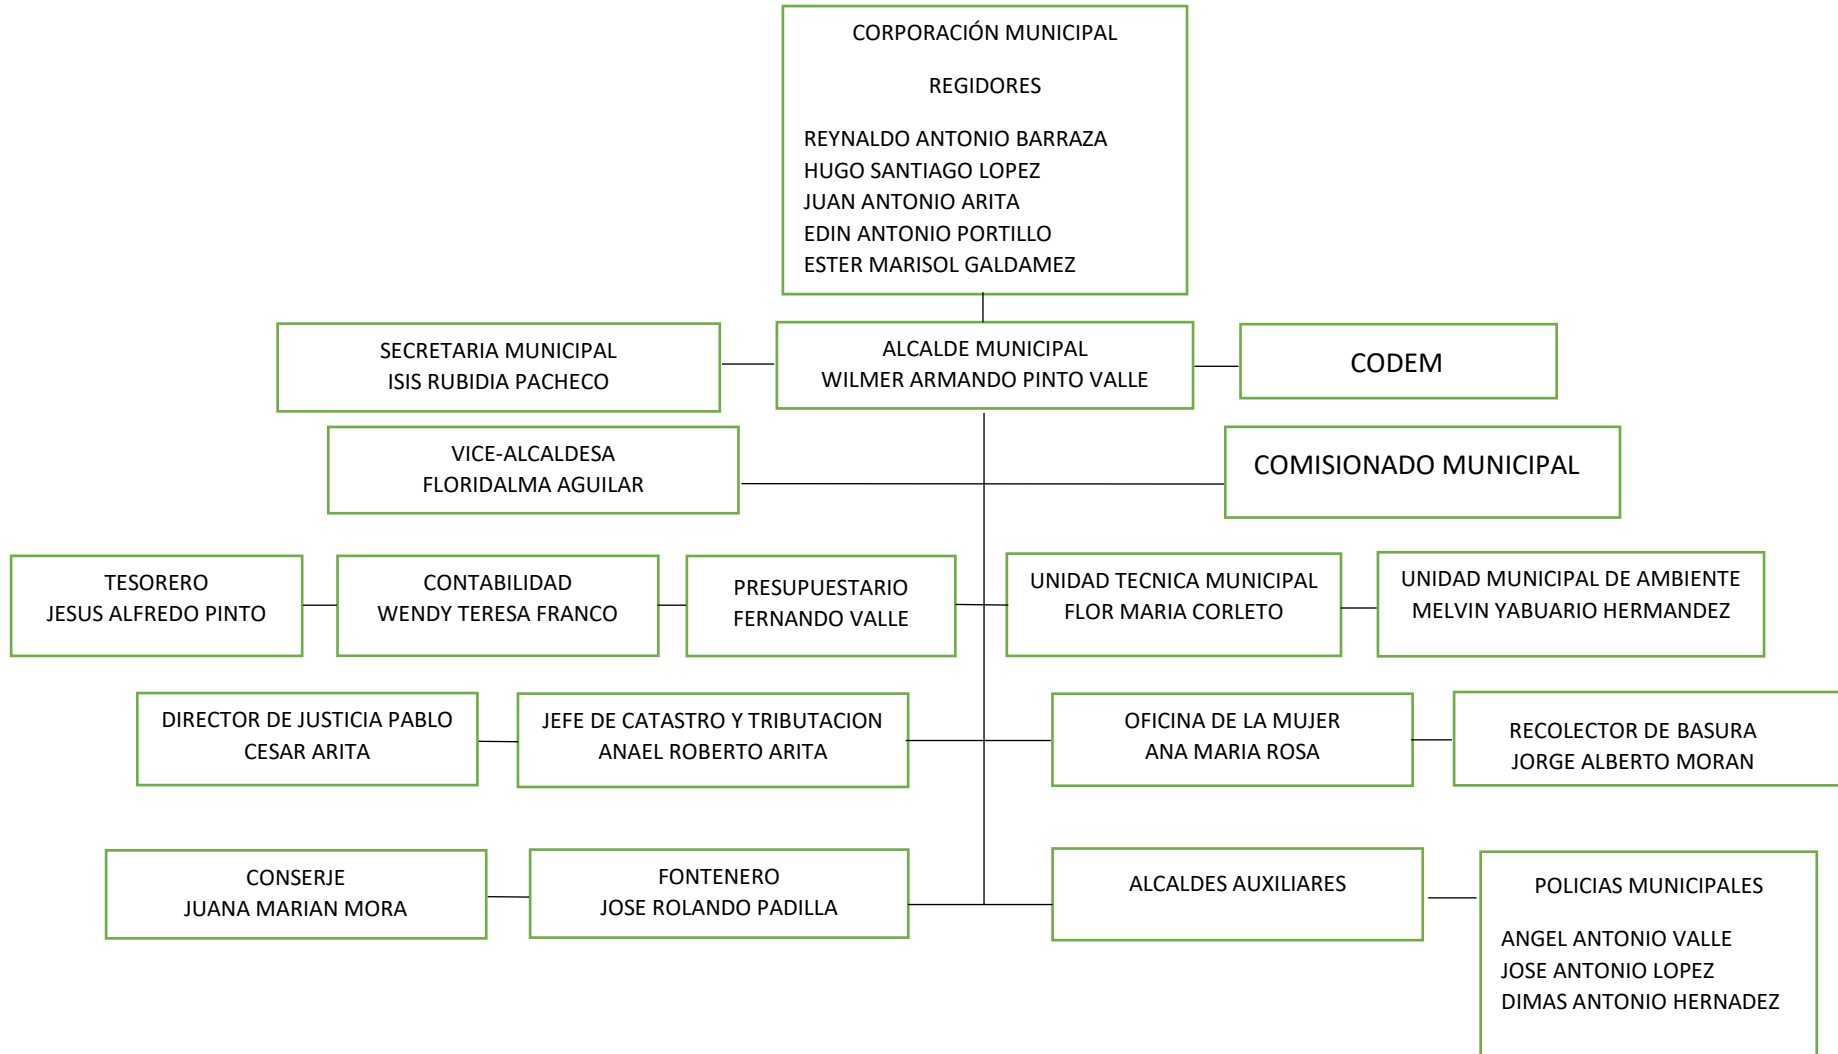 CORPORACIÓN MUNICIPAL
REGIDORES
REYNALDO ANTONIO BARRAZA
HUGO SANTIAGO LOPEZ
JUAN ANTONIO ARITA
EDIN ANTONIO PORTILLO
ESTER MARISOL GALDAMEZ
SECRETARIA MUNICIPAL
ISIS RUBIDIA PACHECO
ALCALDE MUNICIPAL
WILMER ARMANDO PINTO VALLE
CODEM
VICE-ALCALDESA
FLORIDALMA AGUILAR
COMISIONADO MUNICIPAL
TESORERO
JESUS ALFREDO PINTO
CONTABILIDAD
WENDY TERESA FRANCO
PRESUPUESTARIO
FERNANDO VALLE
UNIDAD TECNICA MUNICIPAL
FLOR MARIA CORLETO
UNIDAD MUNICIPAL DE AMBIENTE
MELVIN YABUARIO HERMANDEZ
DIRECTOR DE JUSTICIA PABLO
CESAR ARITA
JEFE DE CATASTRO Y TRIBUTACION
ANAEL ROBERTO ARITA
OFICINA DE LA MUJER
ANA MARIA ROSA
RECOLECTOR DE BASURA
JORGE ALBERTO MORAN
CONSERJE
JUANA MARIAN MORA
FONTENERO
JOSE ROLANDO PADILLA
ALCALDES AUXILIARES
POLICIAS MUNICIPALES
ANGEL ANTONIO VALLE
JOSE ANTONIO LOPEZ
DIMAS ANTONIO HERNADEZ